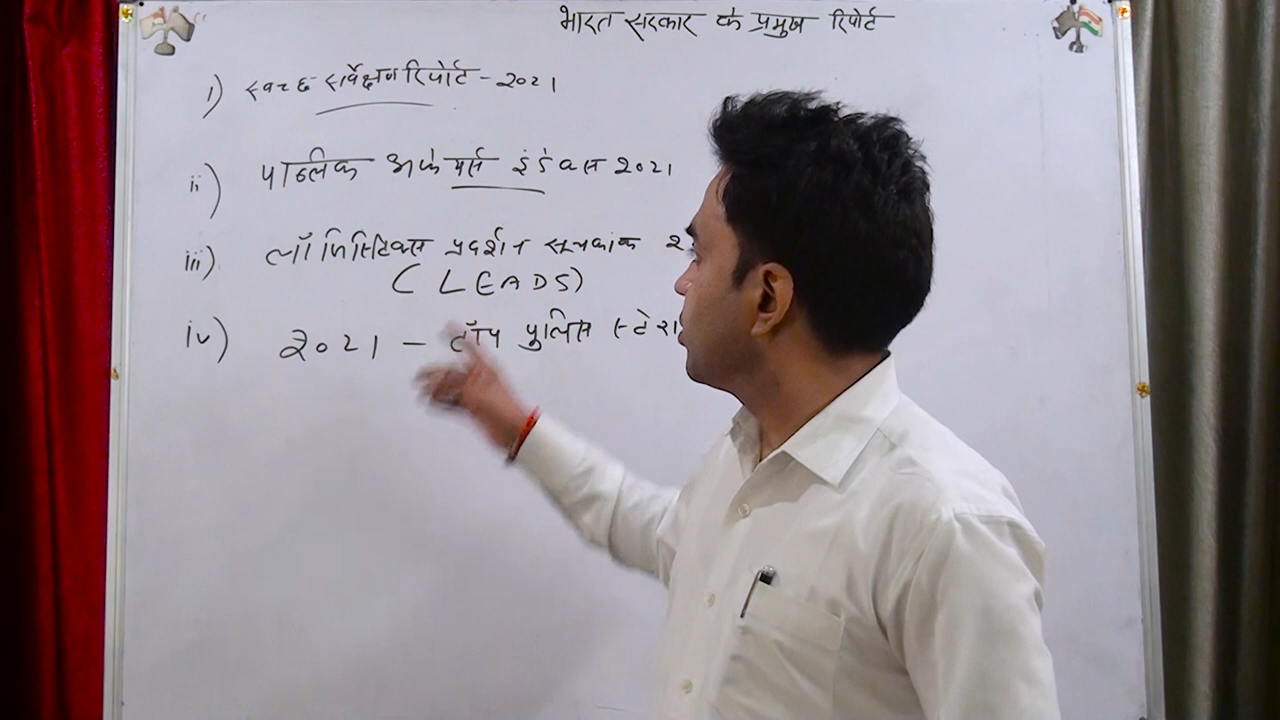 भारत सरकार के प्रमुख रिपोर्ट
i) स्वच्छ सर्वेक्षण रिपोर्ट - २०२१
ii) पब्लिक अफेयर्स इंडेक्स २०२१
iii) लॉजिस्टिक्स प्रदर्शन सूचकांक २
(LEADS)
iv) २०२१ - टॉप पुलिस स्टेश